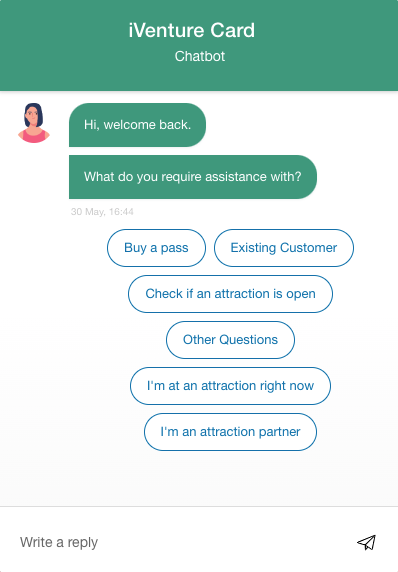 iVenture Card
Chatbot
Hi, welcome back.
What do you require assistance with?
30 May, 16:44
Buy a pass
Existing Customer
Check if an attraction is open
Other Questions
I'm at an attraction right now
I'm an attraction partner
Write a reply